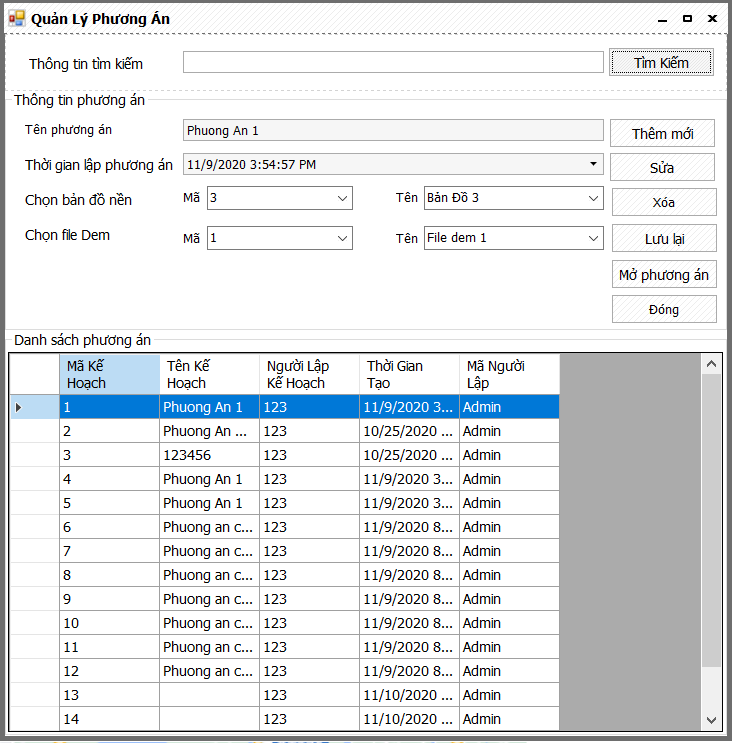 Quản Lý Phương Án
Thông tin tìm kiếm
Tìm Kiếm
Thông tin phương án
Tên phương án Phuong An 1 Thêm mới
Thời gian lập phương án 11/9/2020 3:54:57 PM Sửa
Chọn bản đồ nền Mã 3 Tên Bản Đồ 3 Xóa
Chọn file Dem Mã 1 Tên File dem 1 Lưu lại
Mở phương án
Đóng
Danh sách phương án
Mã Kế Hoạch Tên Kế Hoạch Người Lập Kế Hoạch Thời Gian Tạo Mã Người Lập
1 Phuong An 1 123 11/9/2020 3... Admin
2 Phuong An ... 123 10/25/2020 ... Admin
3 123456 123 10/25/2020 ... Admin
4 Phuong An 1 123 11/9/2020 3... Admin
5 Phuong An 1 123 11/9/2020 3... Admin
6 Phuong an c... 123 11/9/2020 8... Admin
7 Phuong an c... 123 11/9/2020 8... Admin
8 Phuong an c... 123 11/9/2020 8... Admin
9 Phuong an c... 123 11/9/2020 8... Admin
10 Phuong an c... 123 11/9/2020 8... Admin
11 Phuong an c... 123 11/9/2020 8... Admin
12 Phuong an c... 123 11/9/2020 8... Admin
13 123 11/10/2020 ... Admin
14 123 11/10/2020 ... Admin